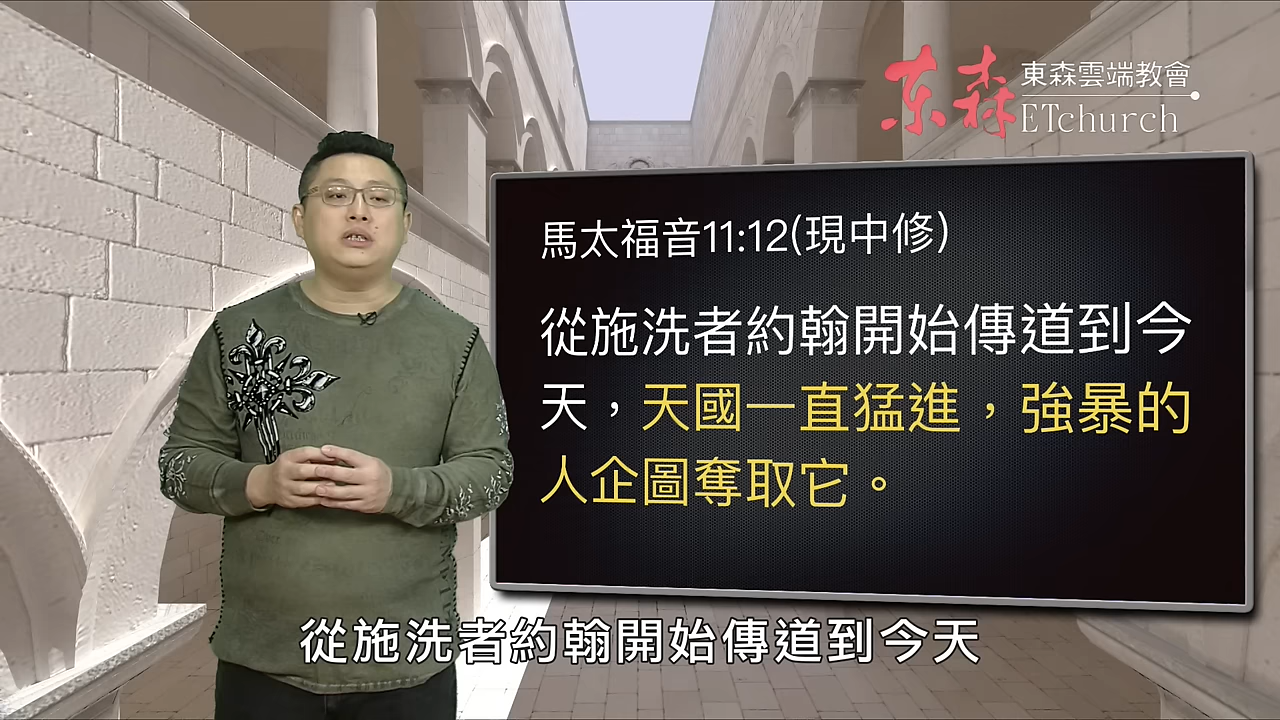 东森 東森雲端教會
ETchurch
馬太福音11:12(現中修)
從施洗者約翰開始傳道到今
天，天國一直猛進，強暴的
人企圖奪取它。
從施洗者約翰開始傳道到今天